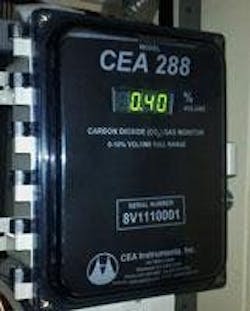 MODEL
CEA 288
0.40 %
VOLUME
CARBON DIOXIDE (CO₂) GAS MONITOR
0-10% VOLUME FULL RANGE
SERIAL NUMBER
8V1110001
CEA Instruments, Inc.